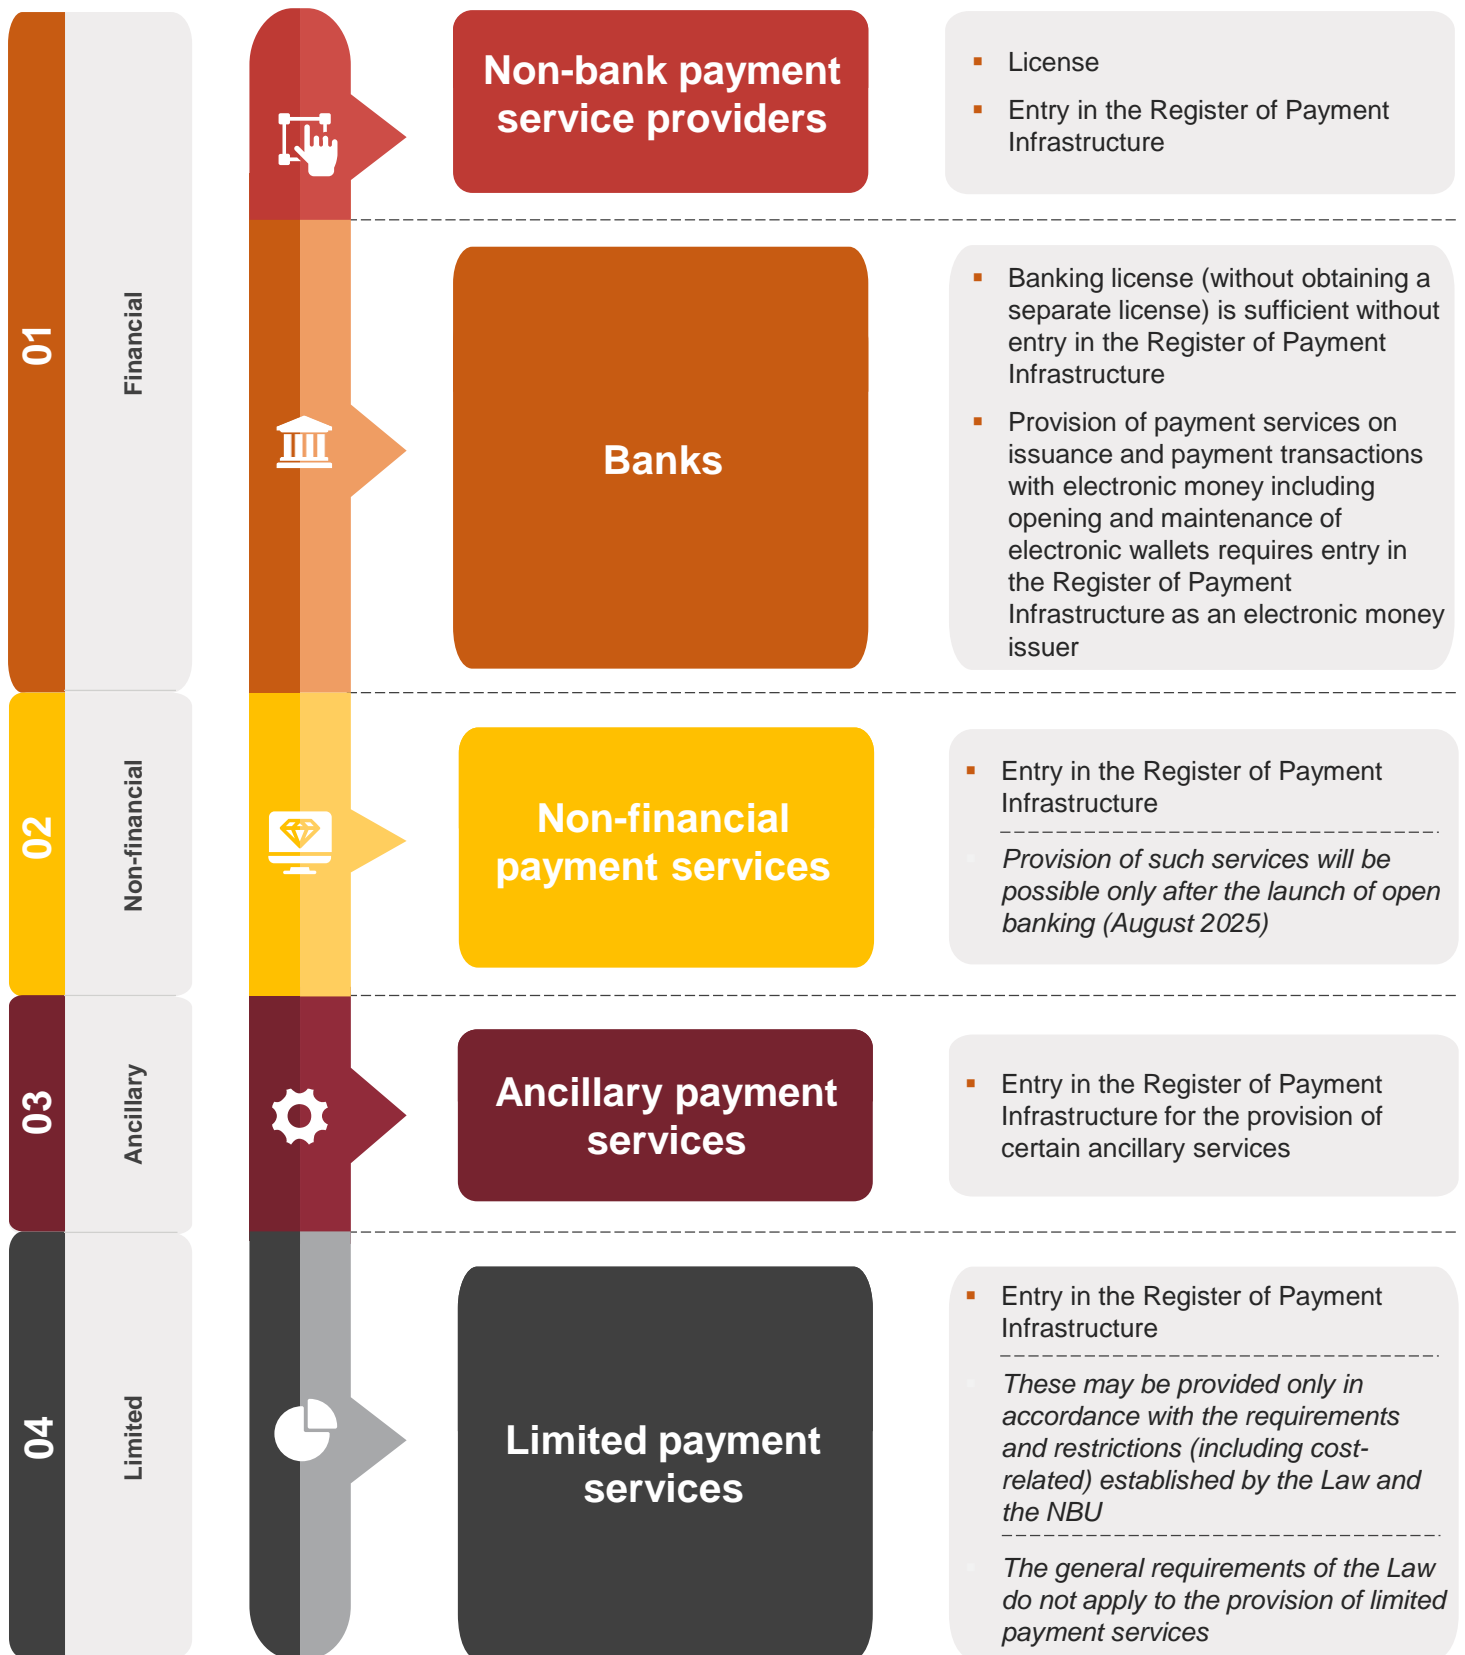 01
Financial
Non-bank payment
service providers
License
Entry in the Register of Payment
Infrastructure
Banks
Banking license (without obtaining a
separate license) is sufficient without
entry in the Register of Payment
Infrastructure
Provision of payment services on
issuance and payment transactions
with electronic money including
opening and maintenance of
electronic wallets requires entry in
the Register of Payment
Infrastructure as an electronic money
issuer
02
Non-financial
Non-financial
payment services
Entry in the Register of Payment
Infrastructure
Provision of such services will be
possible only after the launch of open
banking (August 2025)
03
Ancillary
Ancillary payment
services
Entry in the Register of Payment
Infrastructure for the provision of
certain ancillary services
04
Limited
Limited payment
services
Entry in the Register of Payment
Infrastructure
These may be provided only in
accordance with the requirements
and restrictions (including cost-
related) established by the Law and
the NBU
The general requirements of the Law
do not apply to the provision of limited
payment services